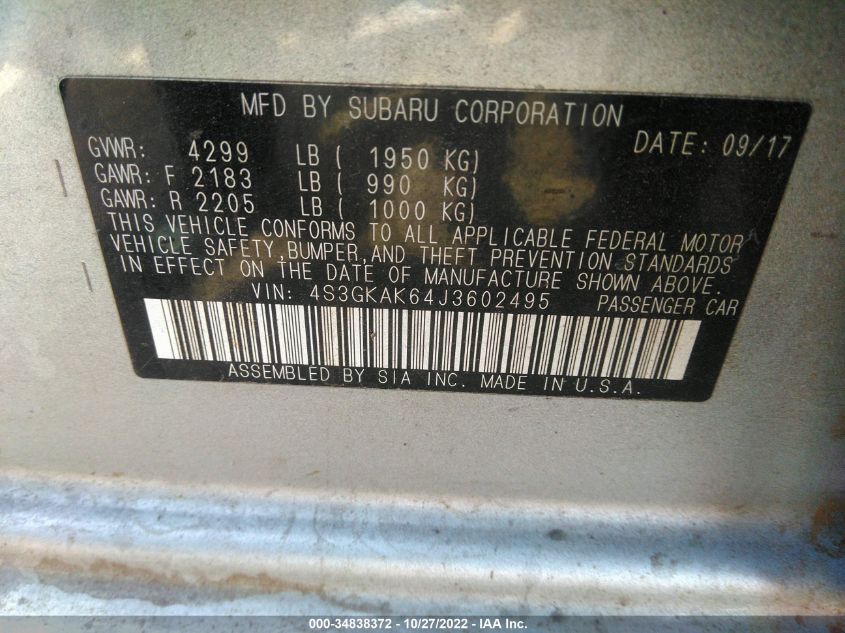 MFD BY SUBARU CORPORATION
DATE: 09/17
GVWR: 4299 LB ( 1950 KG)
GAWR: F 2183 LB ( 990 KG)
GAWR: R 2205 LB ( 1000 KG)
THIS VEHICLE CONFORMS TO ALL APPLICABLE FEDERAL MOTOR
VEHICLE SAFETY,BUMPER,AND THEFT PREVENTION STANDARDS
IN EFFECT ON THE DATE OF MANUFACTURE SHOWN ABOVE.
VIN: 4S3GKAK64J3602495 PASSENGER CAR
ASSEMBLED BY SIA INC. MADE IN U.S.A.
000-34838372 - 10/27/2022 - IAA Inc.